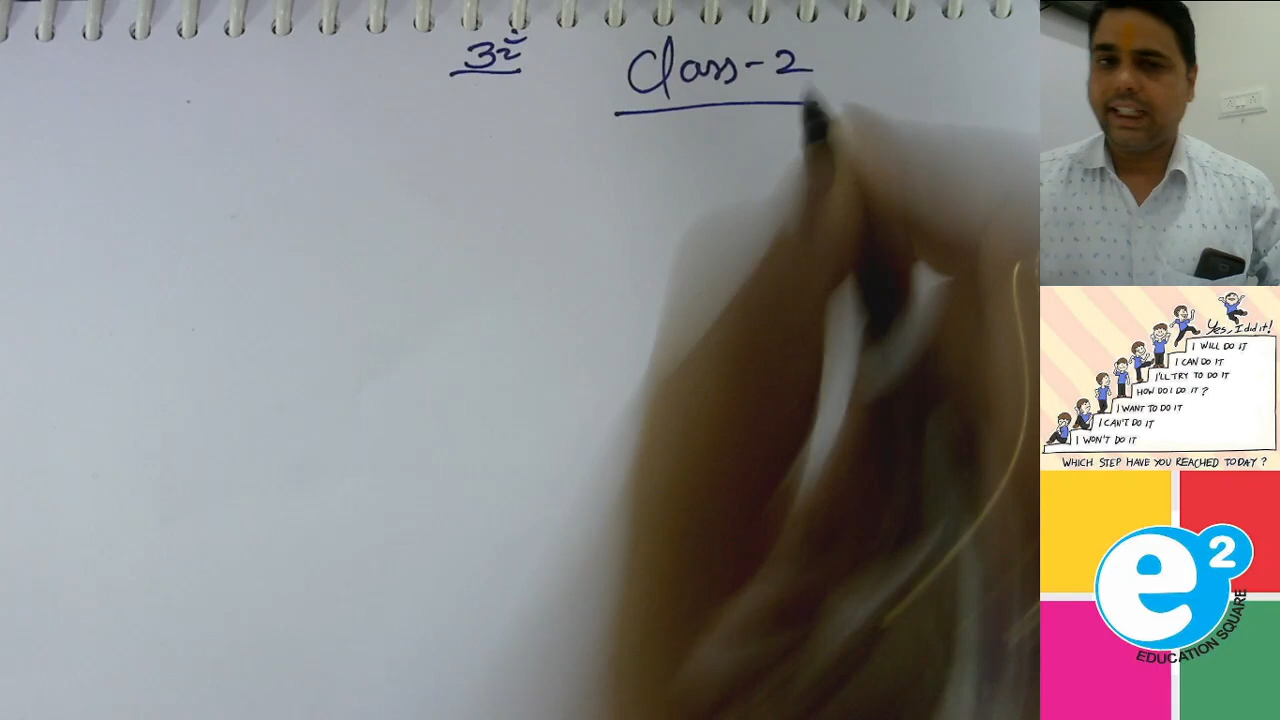 ॐ
Class-2
Yes, I did it!
I WILL DO IT
I CAN DO IT
I'LL TRY TO DO IT
HOW DO I DO IT?
I WANT TO DO IT
I CAN'T DO IT
I WON'T DO IT
WHICH STEP HAVE YOU REACHED TODAY?
e2
EDUCATION SQUARE